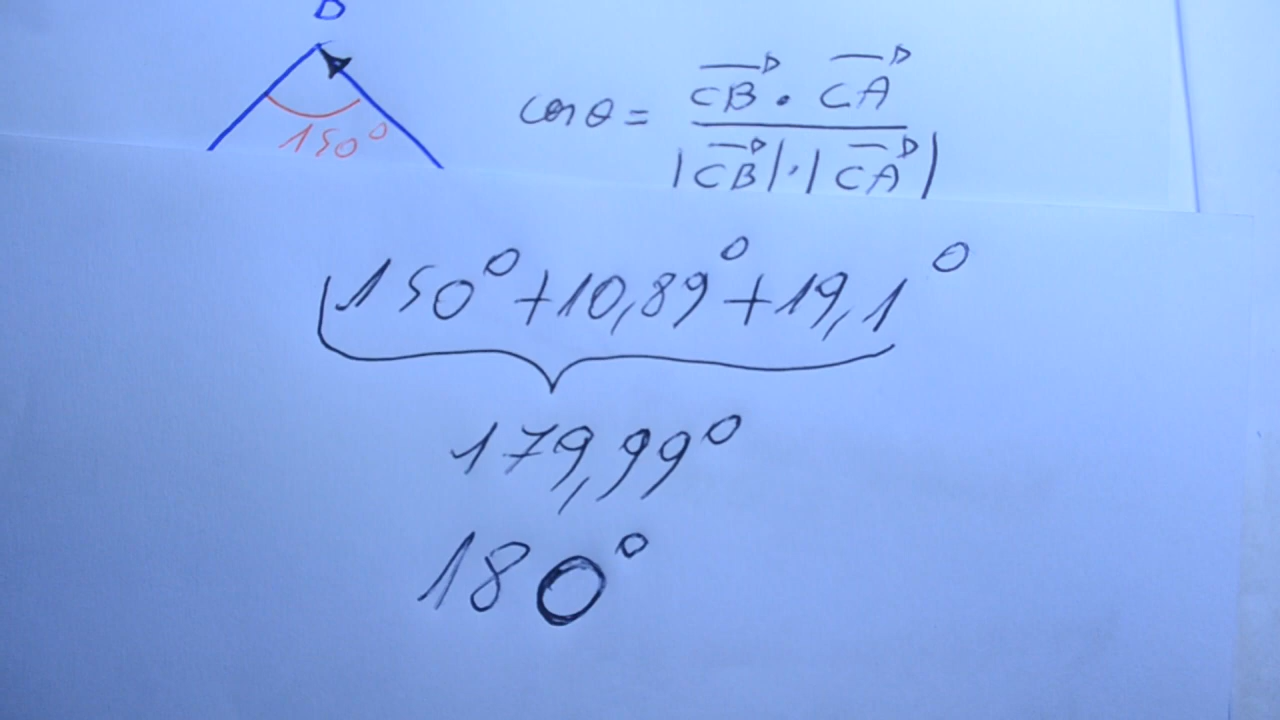 B
150°
cos θ = CB⃗ · CA⃗ / |CB⃗| · |CA⃗|
150° + 10,89° + 19,1°
179,99°
180°